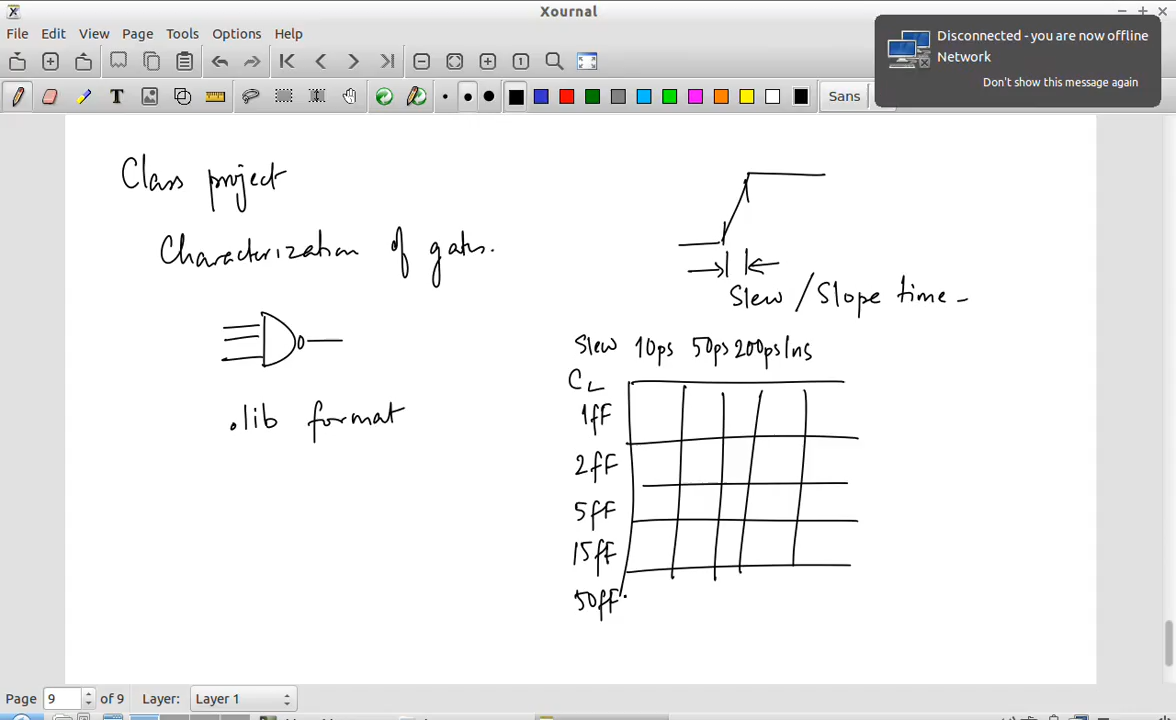 Xournal
File Edit View Page Tools Options Help
Disconnected - you are now offline
Network
Don't show this message again
Sans
Class project
Characterization of gates.
.lib format
Slew / Slope time -
Slew 10ps 50ps 200ps 1ns
CL
1fF
2fF
5fF
15fF
50fF
Page 9 of 9 Layer: Layer 1